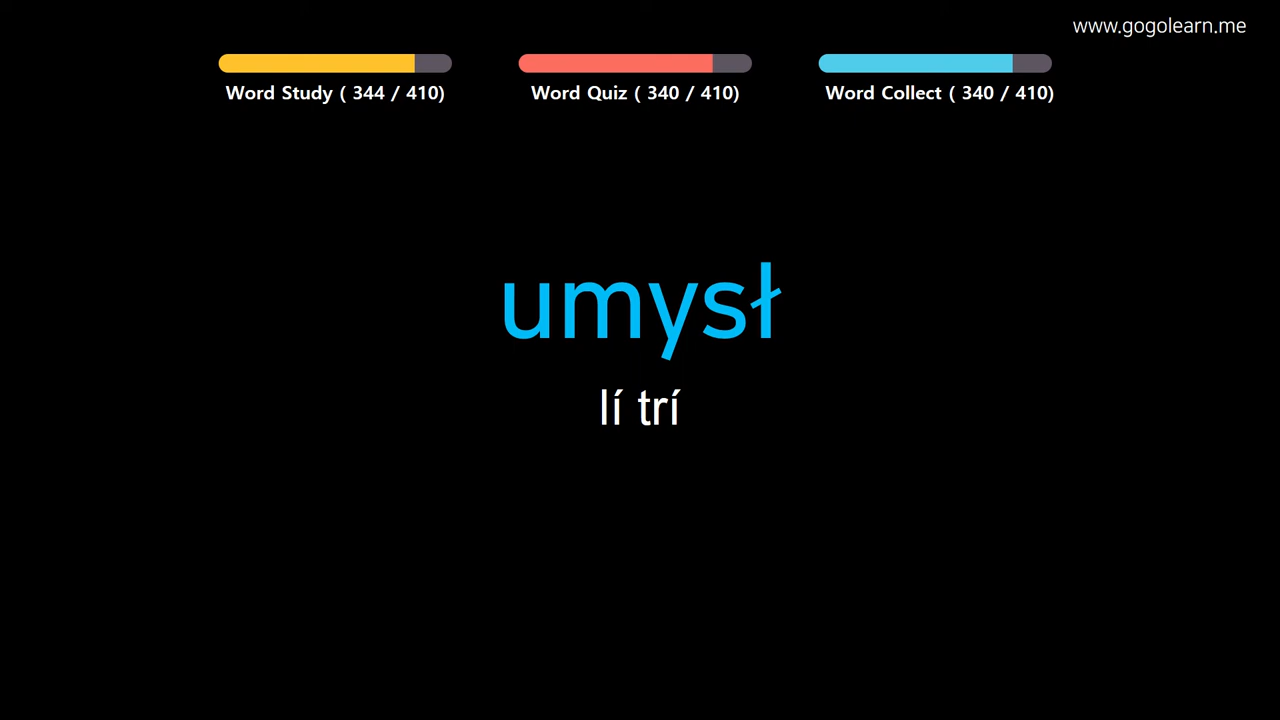 www.gogolearn.me
Word Study ( 344 / 410)
Word Quiz ( 340 / 410)
Word Collect ( 340 / 410)
umysł
lí trí